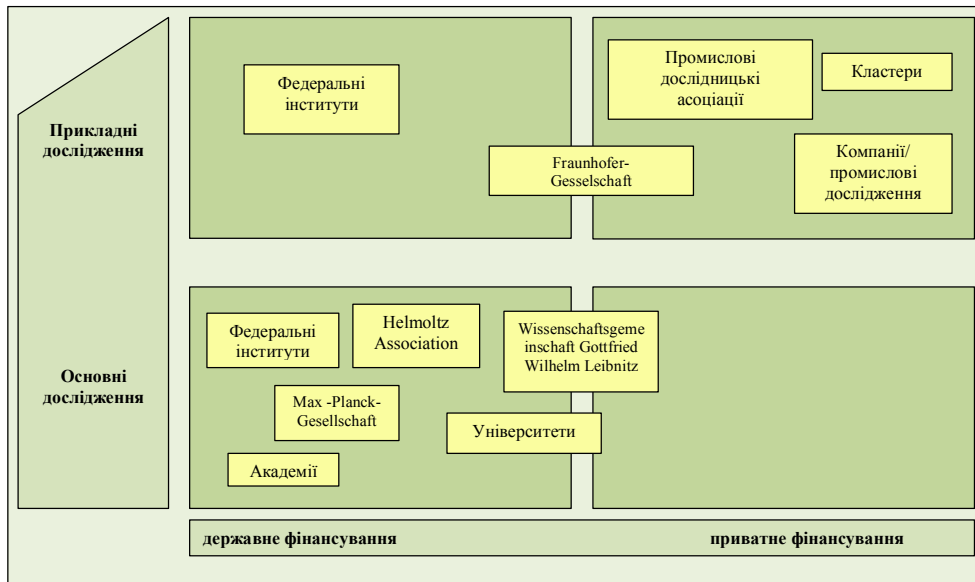 Прикладні
дослідження
Федеральні
інститути
Промислові
дослідницькі
асоціації
Кластери
Fraunhofer-
Gesselschaft
Компанії/
промислові
дослідження
Основні
дослідження
Федеральні
інститути
Helmoltz
Association
Wissenschaftsgeme
inschaft Gottfried
Wilhelm Leibnitz
Max -Planck-
Gesellschaft
Університети
Академії
державне фінансування
приватне фінансування